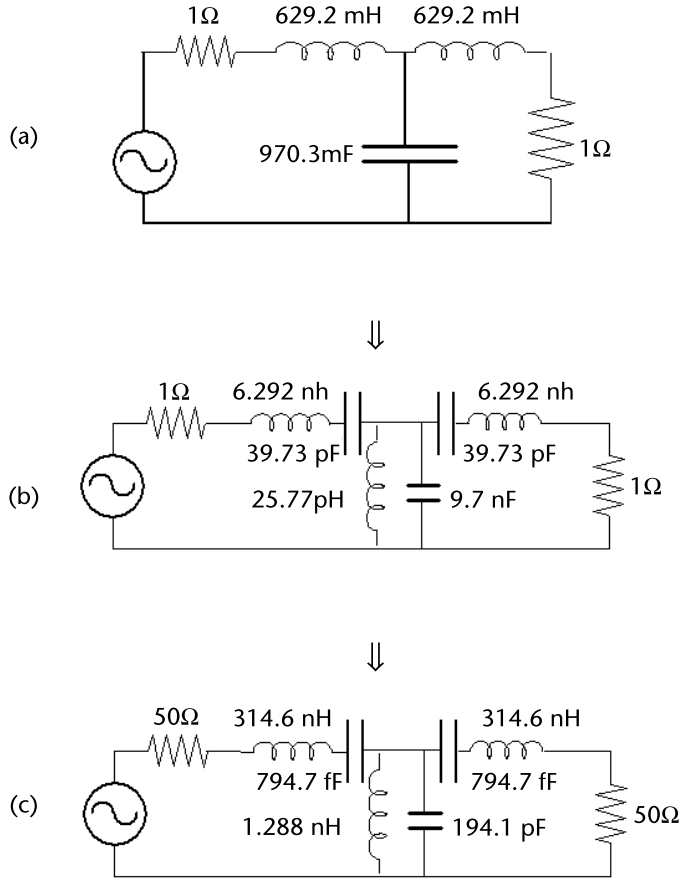 1Ω 629.2 mH 629.2 mH
(a) 970.3mF 1Ω
⇓
1Ω 6.292 nh 6.292 nh
39.73 pF 39.73 pF
(b) 25.77pH 9.7 nF 1Ω
⇓
50Ω 314.6 nH 314.6 nH
794.7 fF 794.7 fF
(c) 1.288 nH 194.1 pF 50Ω